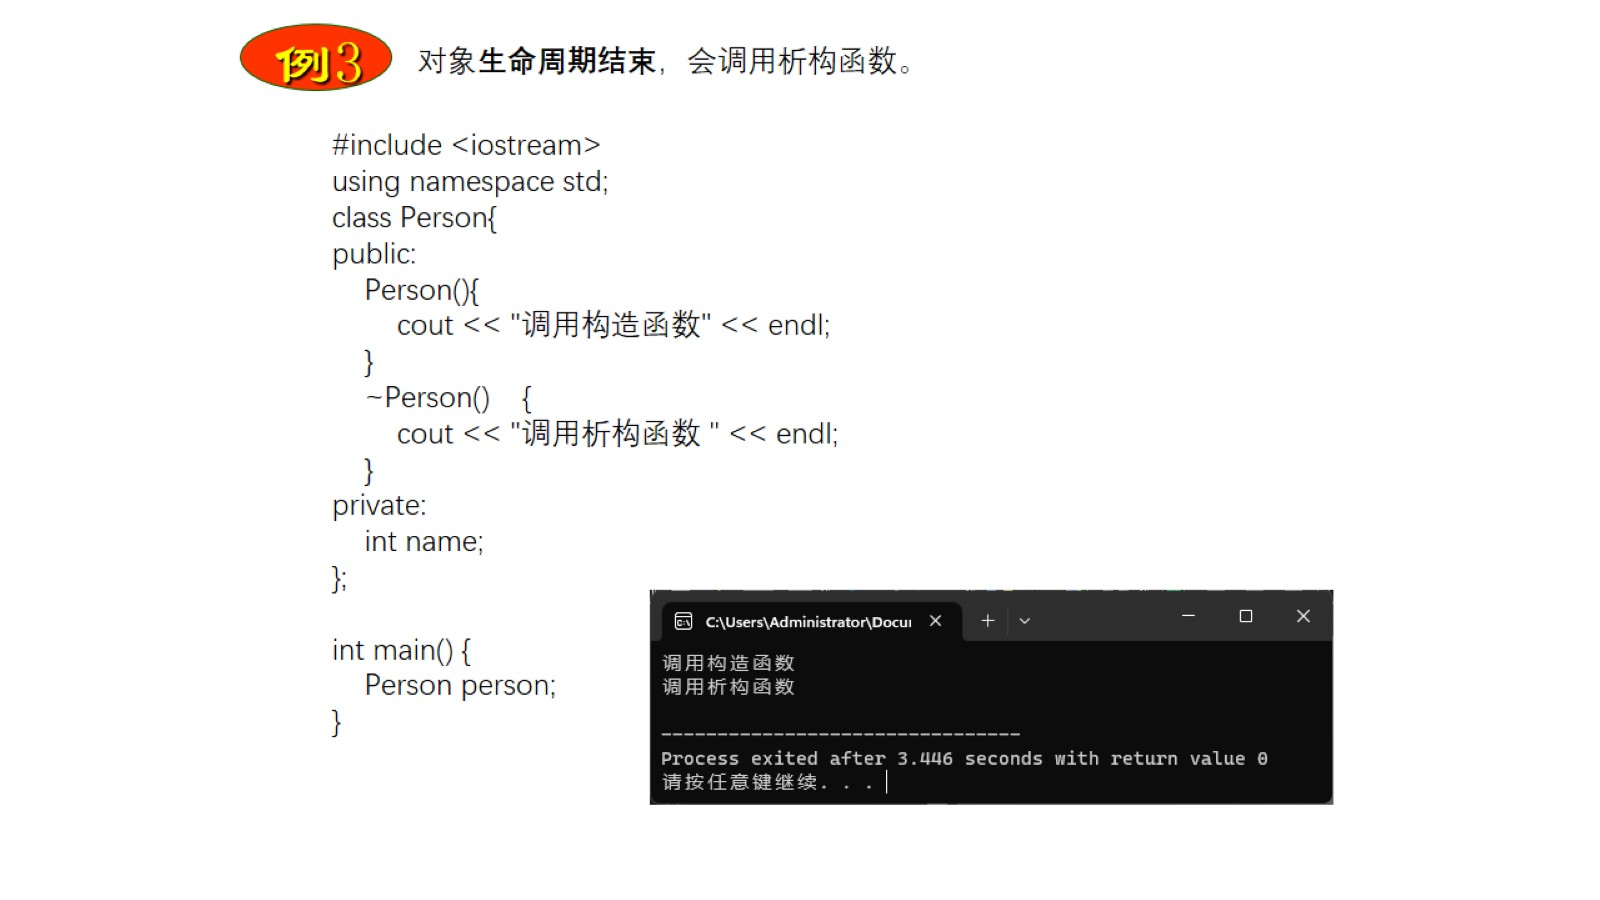 例3 对象生命周期结束，会调用析构函数。
#include <iostream>
using namespace std;
class Person{
public:
    Person(){
        cout << "调用构造函数" << endl;
    }
    ~Person()    {
        cout << "调用析构函数 " << endl;
    }
private:
    int name;
};
int main() {
    Person person;
}
C:\Users\Administrator\Docu
调用构造函数
调用析构函数
--------------------------------
Process exited after 3.446 seconds with return value 0
请按任意键继续. . .